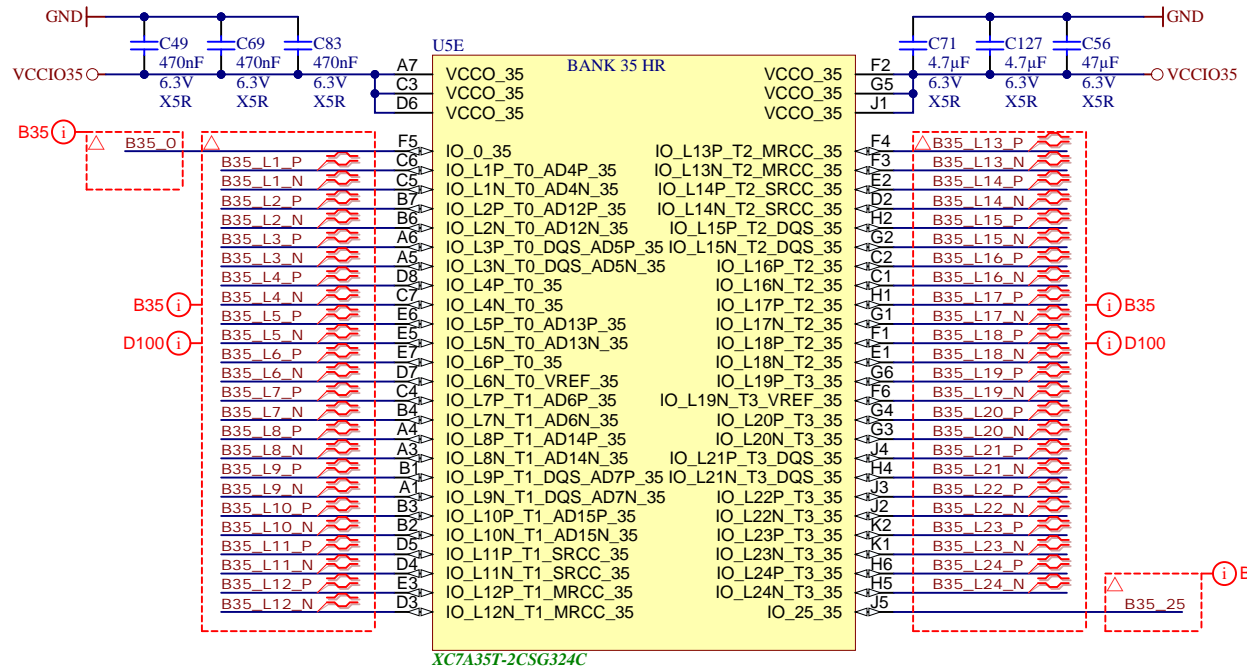 GND
GND
C49
470nF
6.3V
X5R
C69
470nF
6.3V
X5R
C83
470nF
6.3V
X5R
U5E
BANK 35 HR
C71
4.7µF
6.3V
X5R
C127
4.7µF
6.3V
X5R
C56
47µF
6.3V
X5R
VCCIO35
VCCIO35
A7 VCCO_35 VCCO_35 F2
C3 VCCO_35 VCCO_35 G5
D6 VCCO_35 VCCO_35 J1
B35 i
B35_0 F5 IO_0_35 IO_L13P_T2_MRCC_35 F4 B35_L13_P
B35_L1_P C6 IO_L1P_T0_AD4P_35 IO_L13N_T2_MRCC_35 F3 B35_L13_N
B35_L1_N C5 IO_L1N_T0_AD4N_35 IO_L14P_T2_SRCC_35 E2 B35_L14_P
B35_L2_P B7 IO_L2P_T0_AD12P_35 IO_L14N_T2_SRCC_35 D2 B35_L14_N
B35_L2_N B6 IO_L2N_T0_AD12N_35 IO_L15P_T2_DQS_35 H2 B35_L15_P
B35_L3_P A6 IO_L3P_T0_DQS_AD5P_35 IO_L15N_T2_DQS_35 G2 B35_L15_N
B35_L3_N A5 IO_L3N_T0_DQS_AD5N_35 IO_L16P_T2_35 C2 B35_L16_P
B35_L4_P D8 IO_L4P_T0_35 IO_L16N_T2_35 C1 B35_L16_N
B35 i B35_L4_N C7 IO_L4N_T0_35 IO_L17P_T2_35 H1 B35_L17_P i B35
B35_L5_P E6 IO_L5P_T0_AD13P_35 IO_L17N_T2_35 G1 B35_L17_N
D100 i B35_L5_N E5 IO_L5N_T0_AD13N_35 IO_L18P_T2_35 F1 B35_L18_P i D100
B35_L6_P E7 IO_L6P_T0_35 IO_L18N_T2_35 E1 B35_L18_N
B35_L6_N D7 IO_L6N_T0_VREF_35 IO_L19P_T3_35 G6 B35_L19_P
B35_L7_P C4 IO_L7P_T1_AD6P_35 IO_L19N_T3_VREF_35 F6 B35_L19_N
B35_L7_N B4 IO_L7N_T1_AD6N_35 IO_L20P_T3_35 G4 B35_L20_P
B35_L8_P A4 IO_L8P_T1_AD14P_35 IO_L20N_T3_35 G3 B35_L20_N
B35_L8_N A3 IO_L8N_T1_AD14N_35 IO_L21P_T3_DQS_35 J4 B35_L21_P
B35_L9_P B1 IO_L9P_T1_DQS_AD7P_35 IO_L21N_T3_DQS_35 H4 B35_L21_N
B35_L9_N A1 IO_L9N_T1_DQS_AD7N_35 IO_L22P_T3_35 J3 B35_L22_P
B35_L10_P B3 IO_L10P_T1_AD15P_35 IO_L22N_T3_35 J2 B35_L22_N
B35_L10_N B2 IO_L10N_T1_AD15N_35 IO_L23P_T3_35 K2 B35_L23_P
B35_L11_P D5 IO_L11P_T1_SRCC_35 IO_L23N_T3_35 K1 B35_L23_N
B35_L11_N D4 IO_L11N_T1_SRCC_35 IO_L24P_T3_35 H6 B35_L24_P
B35_L12_P E3 IO_L12P_T1_MRCC_35 IO_L24N_T3_35 H5 B35_L24_N i
B35_L12_N D3 IO_L12N_T1_MRCC_35 IO_25_35 J5 B35_25
XC7A35T-2CSG324C